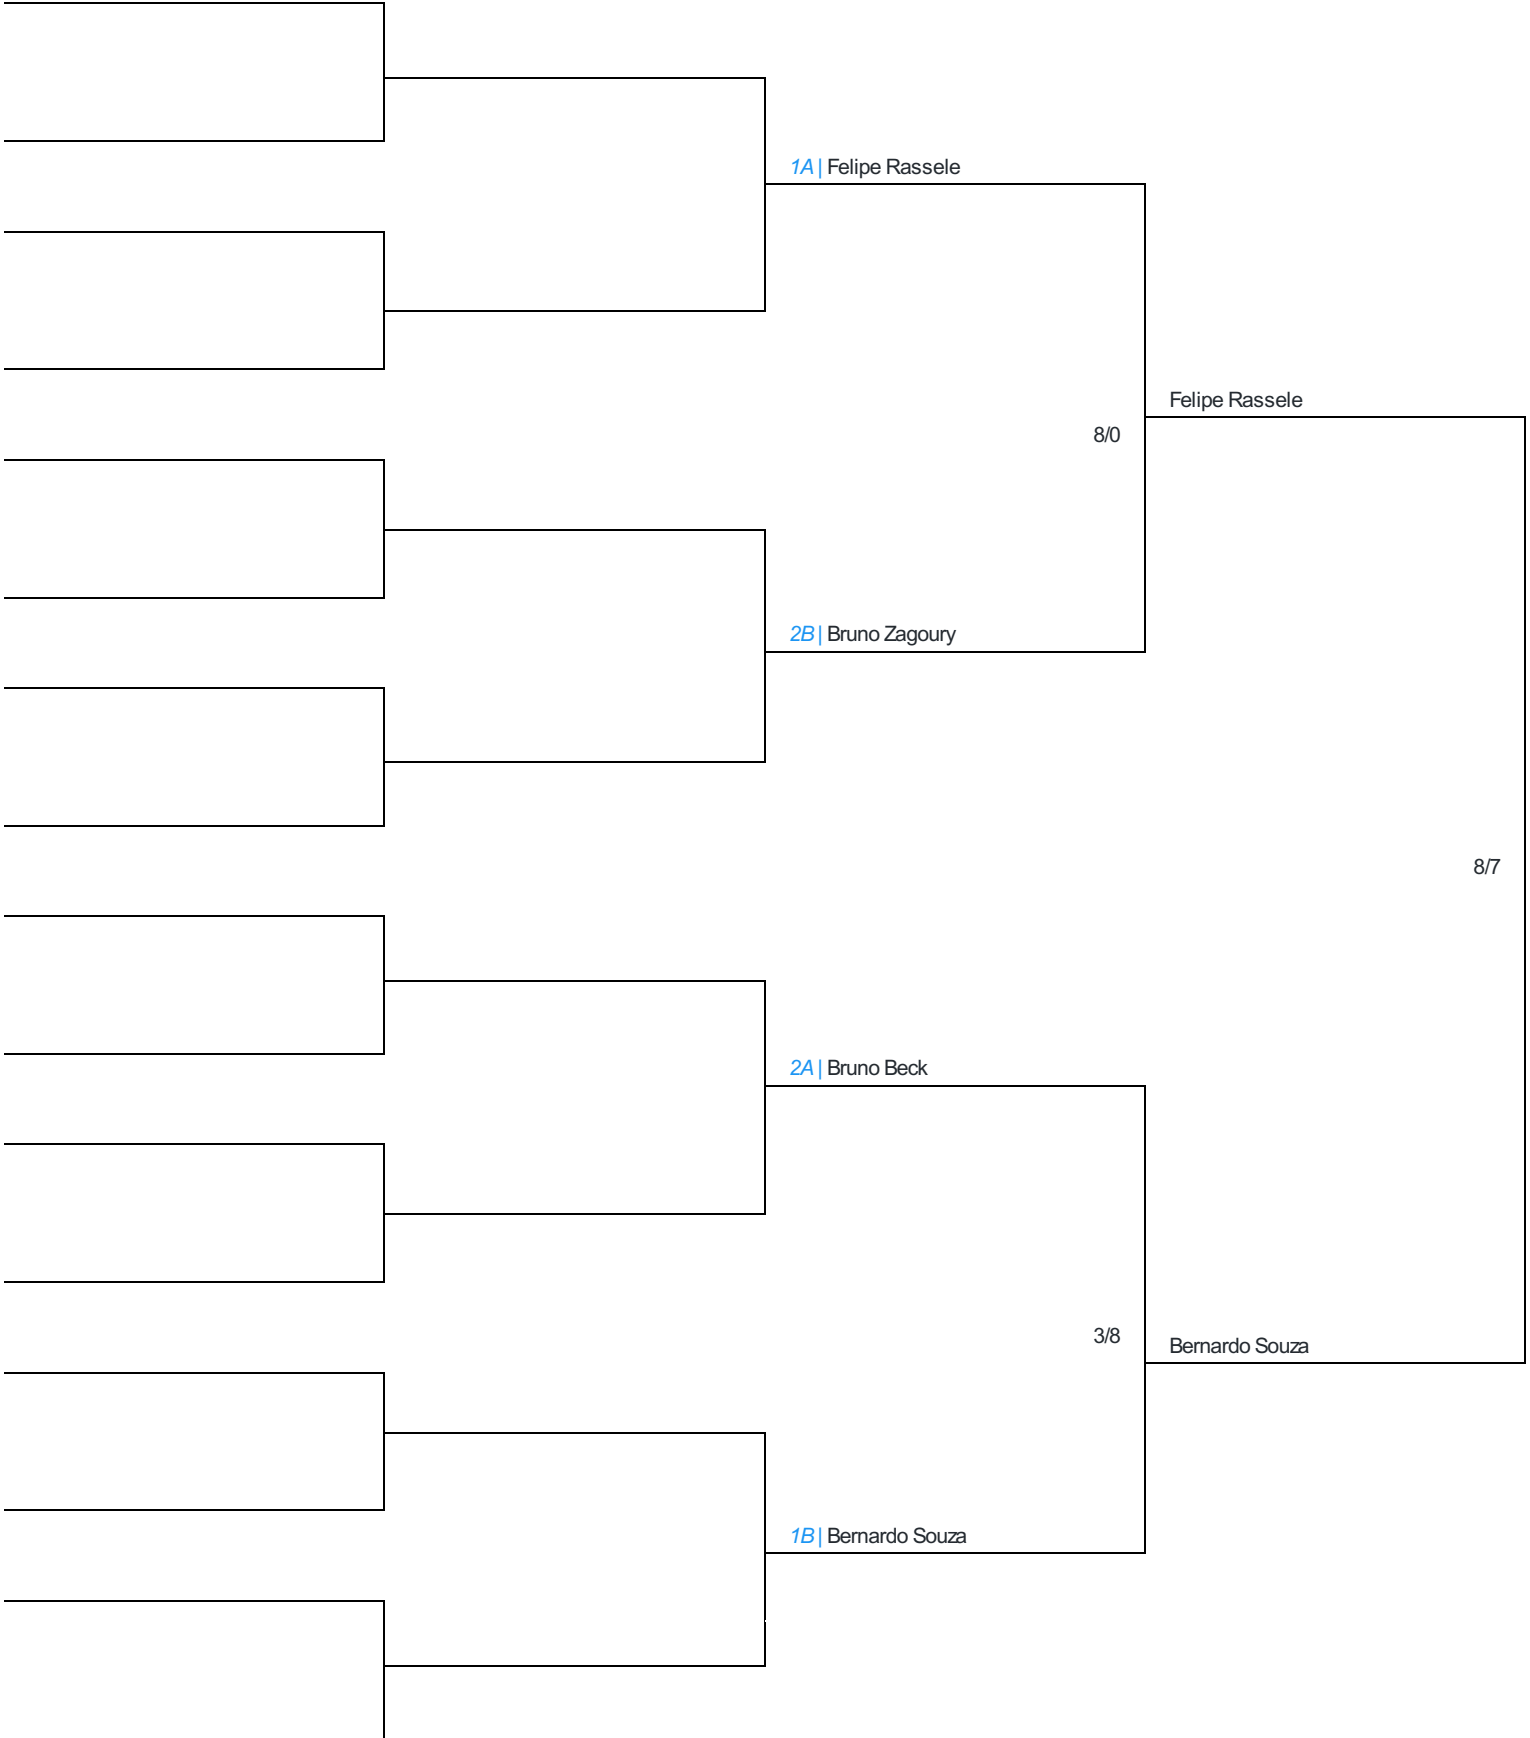 1A | Felipe Rassele
Felipe Rassele
8/0
2B | Bruno Zagoury
8/7
2A | Bruno Beck
3/8
Bernardo Souza
1B | Bernardo Souza